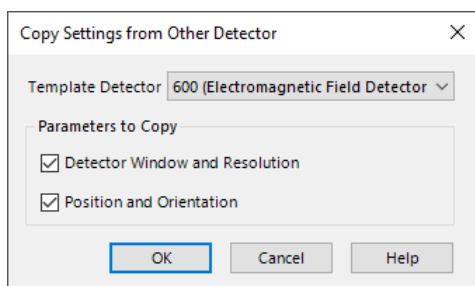 Copy Settings from Other Detector
Template Detector 600 (Electromagnetic Field Detector
Parameters to Copy
Detector Window and Resolution
Position and Orientation
OK Cancel Help